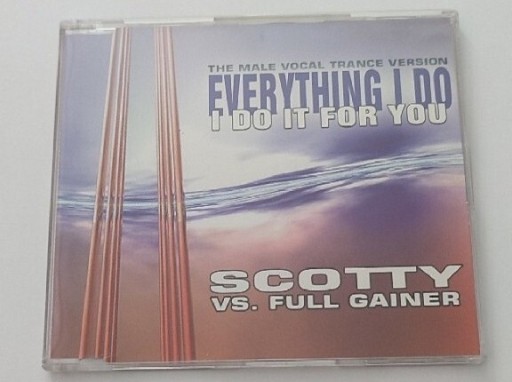 THE MALE VOCAL TRANCE VERSION
EVERYTHING I DO
I DO IT FOR YOU
SCOTTY
VS. FULL GAINER